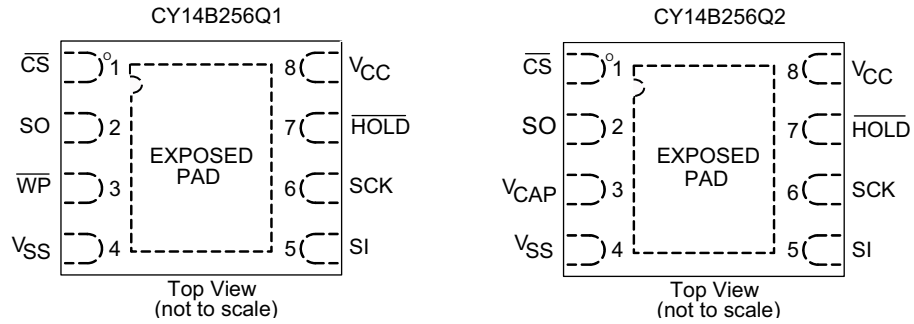 CY14B256Q1
CS 1 8 VCC
SO 2 7 HOLD
WP 3 6 SCK
VSS 4 5 SI
EXPOSED
PAD
Top View
(not to scale)
CY14B256Q2
CS 1 8 VCC
SO 2 7 HOLD
VCAP 3 6 SCK
VSS 4 5 SI
EXPOSED
PAD
Top View
(not to scale)